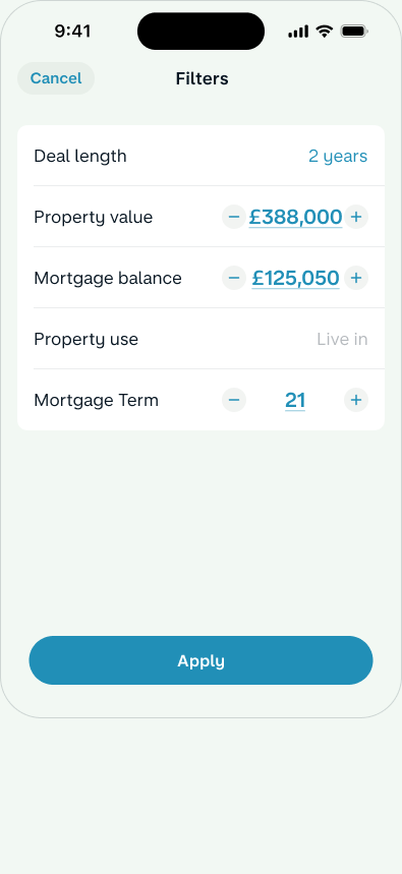 9:41
Cancel Filters
Deal length 2 years
Property value − £388,000 +
Mortgage balance − £125,050 +
Property use Live in
Mortgage Term − 21 +
Apply